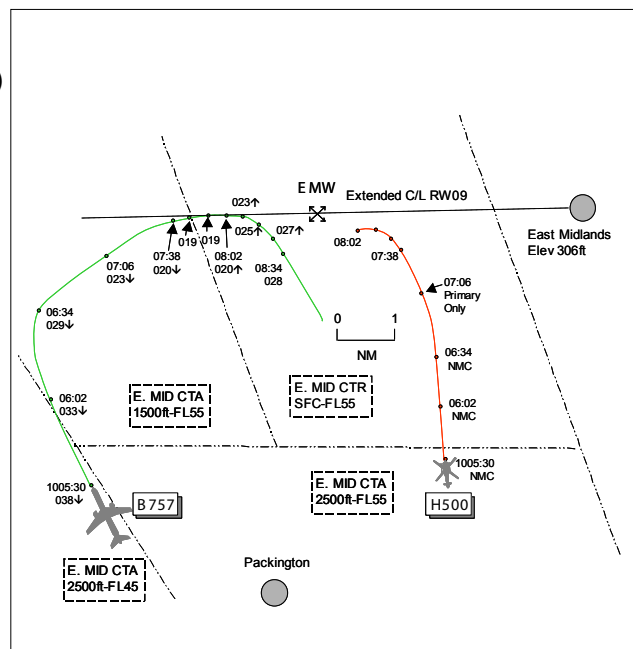 E MW
Extended C/L RW09
East Midlands
Elev 306ft
023↑
025↑
027↑
019
019
07:38
020↓
08:02
020↑
08:34
028
07:06
023↓
06:34
029↓
06:02
033↓
1005:30
038↓
B 757
08:02
07:38
07:06
Primary
Only
06:34
NMC
06:02
NMC
1005:30
NMC
H500
0 1
NM
E. MID CTA
1500ft-FL55
E. MID CTR
SFC-FL55
E. MID CTA
2500ft-FL55
E. MID CTA
2500ft-FL45
Packington